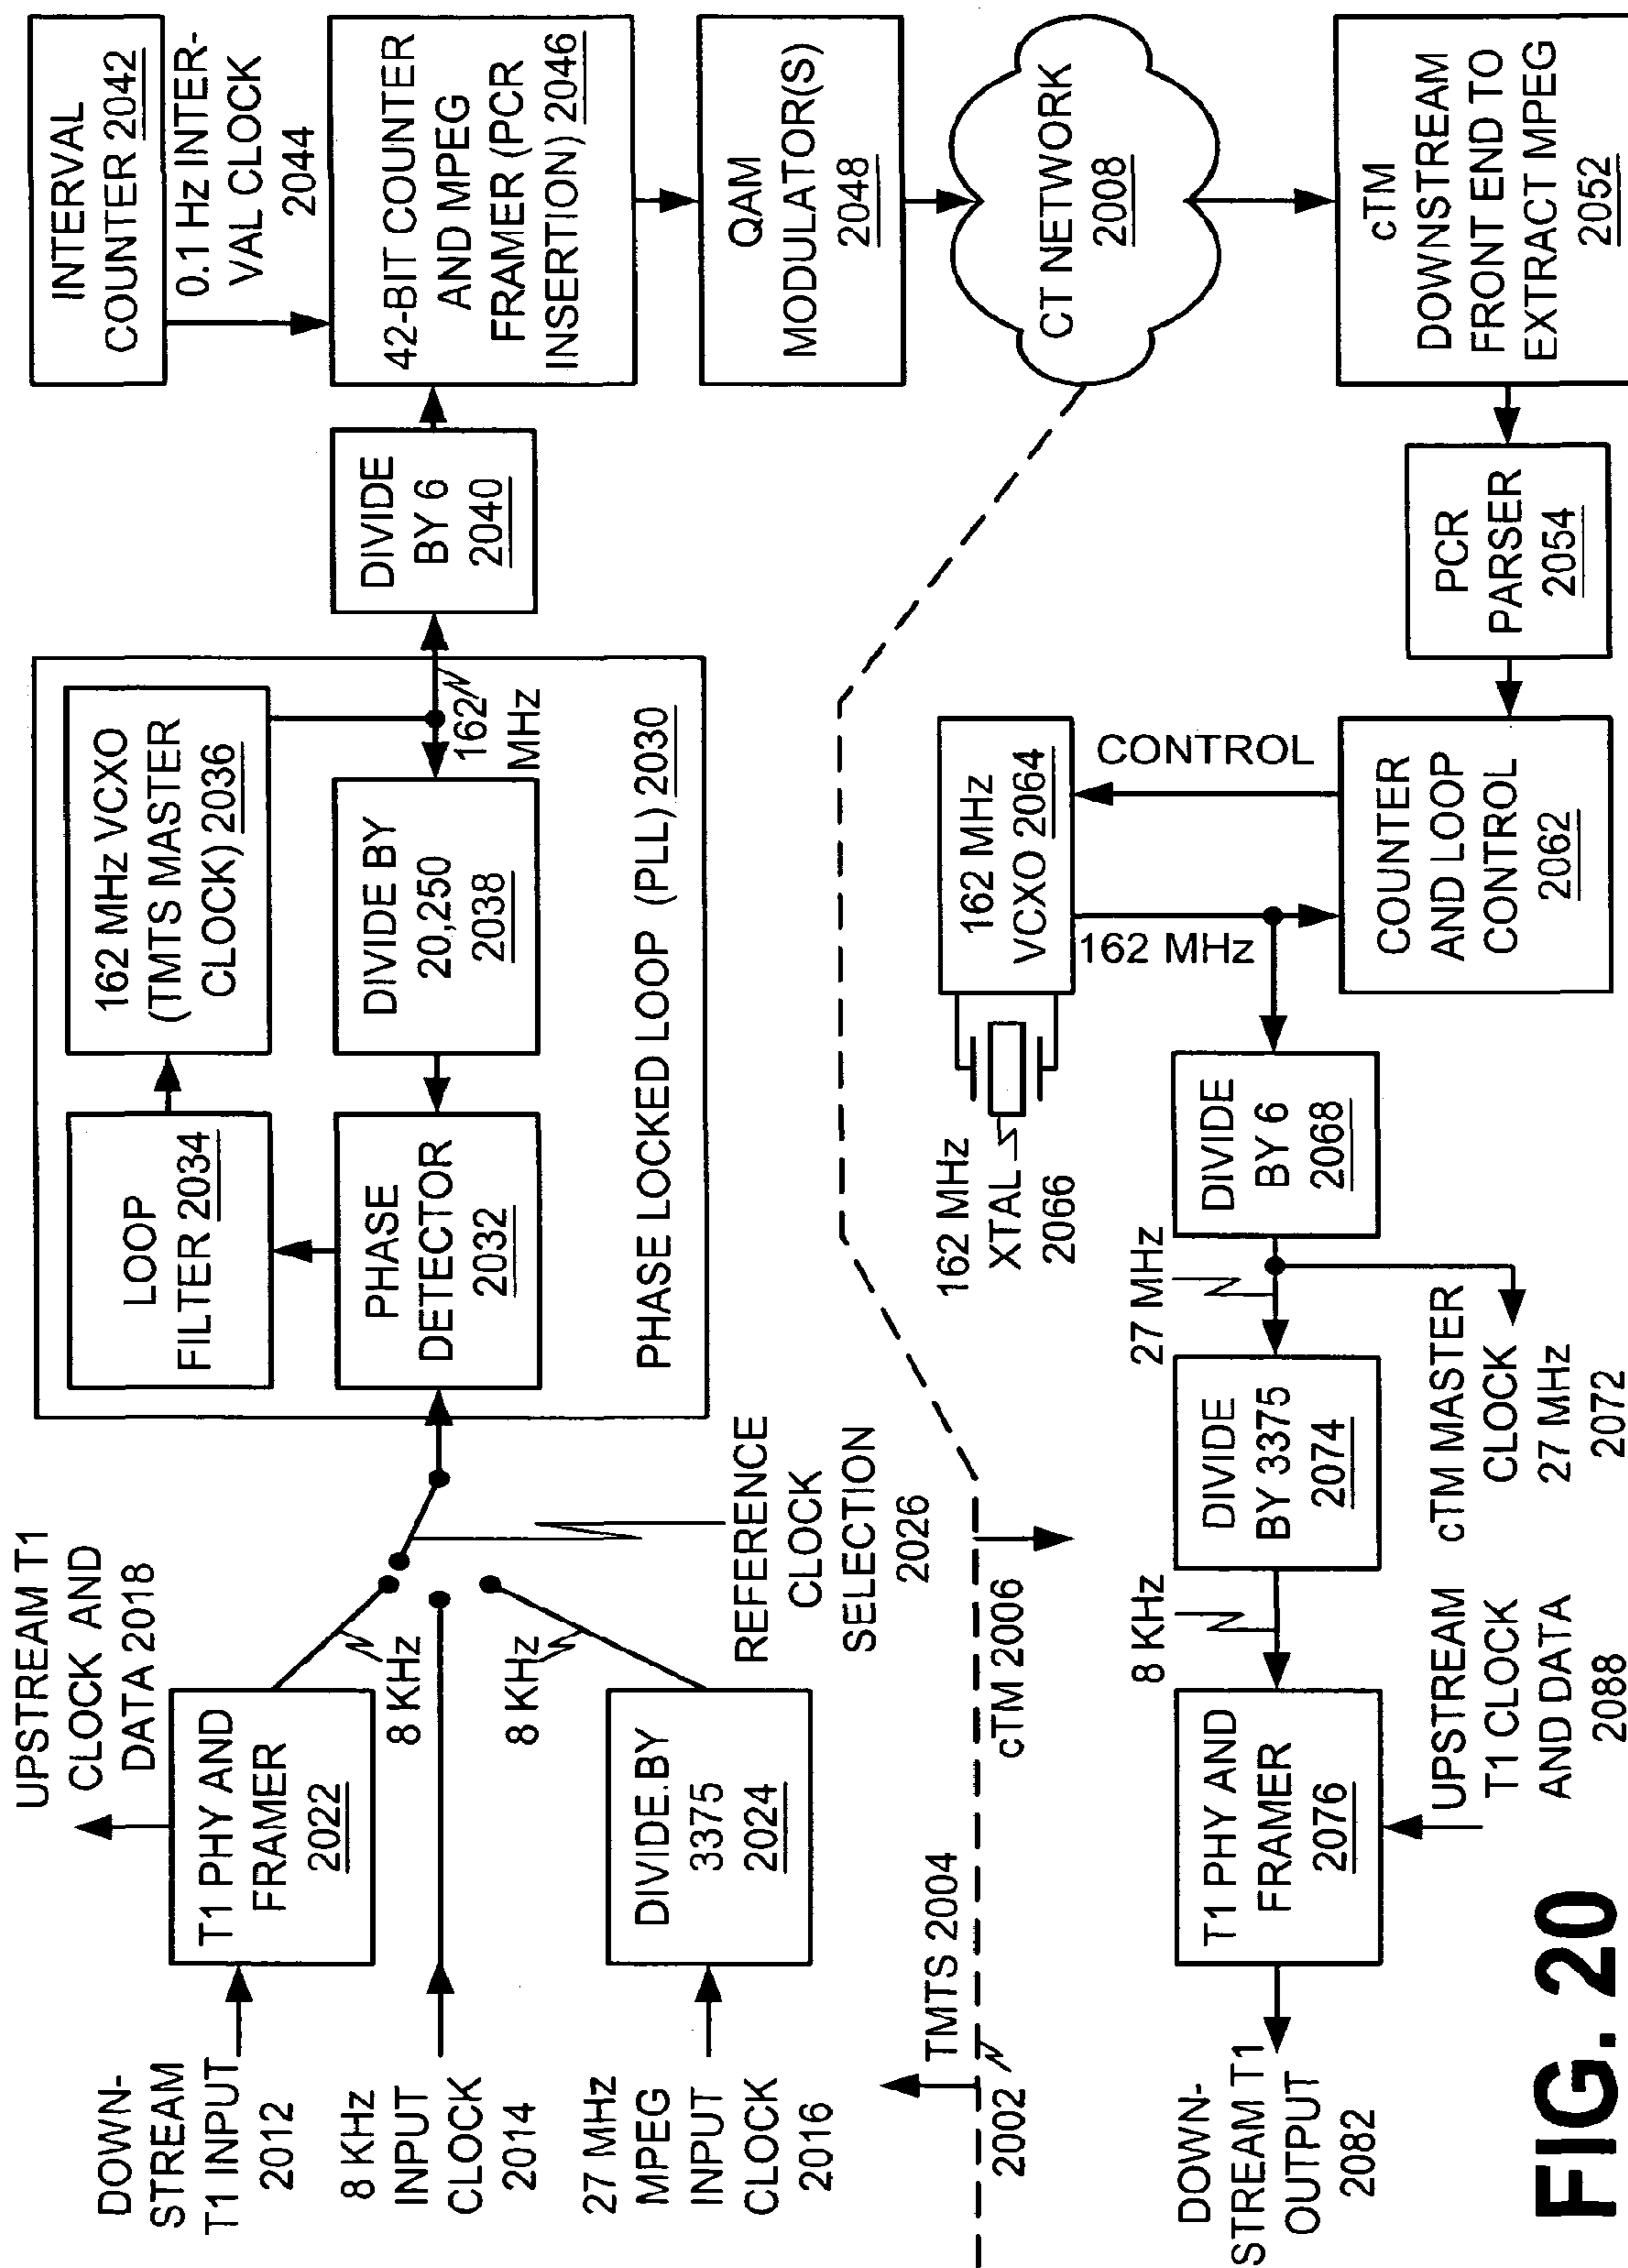 UPSTREAM T1
CLOCK AND
DATA 2018
DOWN-
STREAM
T1 INPUT
2012
T1 PHY AND
FRAMER
2022
8 KHz
8 KHz
INPUT
CLOCK
2014
27 MHz
MPEG
INPUT
CLOCK
2016
DIVIDE.BY
3375
2024
8 KHz
REFERENCE
CLOCK
SELECTION
2026
LOOP
FILTER 2034
162 MHz VCXO
(TMTS MASTER
CLOCK) 2036
PHASE
DETECTOR
2032
DIVIDE BY
20,250
2038
162
MHz
PHASE LOCKED LOOP (PLL) 2030
DIVIDE
BY 6
2040
INTERVAL
COUNTER 2042
0.1 Hz INTER-
VAL CLOCK
2044
42-BIT COUNTER
AND MPEG
FRAMER (PCR
INSERTION) 2046
QAM
MODULATOR(S)
2048
CT NETWORK
2008
TMTS 2004
2002
cTM 2006
cTM
DOWNSTREAM
FRONT END TO
EXTRACT MPEG
2052
PCR
PARSER
2054
COUNTER
AND LOOP
CONTROL
2062
CONTROL
162 MHz
VCXO 2064
162 MHz
162 MHz
XTAL
2066
DIVIDE
BY 6
2068
27 MHz
cTM MASTER
CLOCK
27 MHz
2072
DIVIDE
BY 3375
2074
8 KHz
T1 PHY AND
FRAMER
2076
UPSTREAM
T1 CLOCK
AND DATA
2088
DOWN-
STREAM T1
OUTPUT
2082
FIG. 20